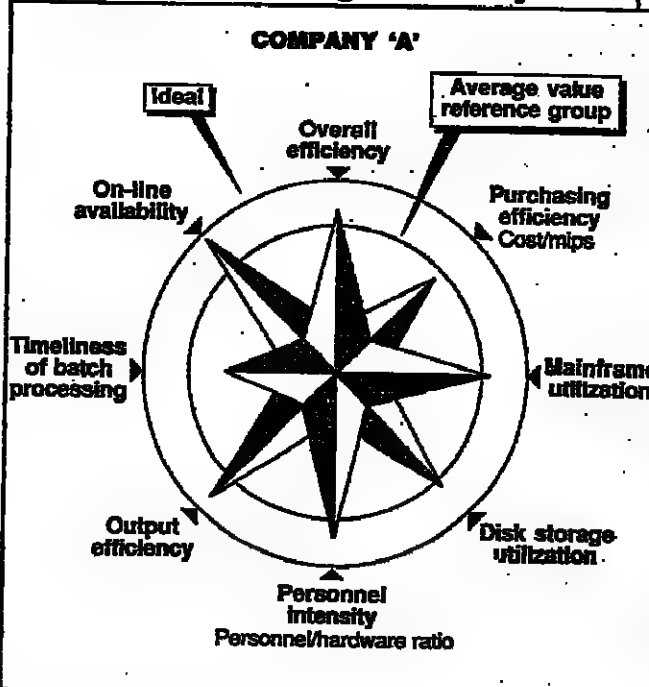 COMPANY ‘A’
Ideal
Average value
reference group
Overall
efficiency
On-line
availability
Purchasing
efficiency
Cost/mips
Timeliness
of batch
processing
Mainframe
utilization
Output
efficiency
Disk storage
utilization
Personnel
intensity
Personnel/hardware ratio